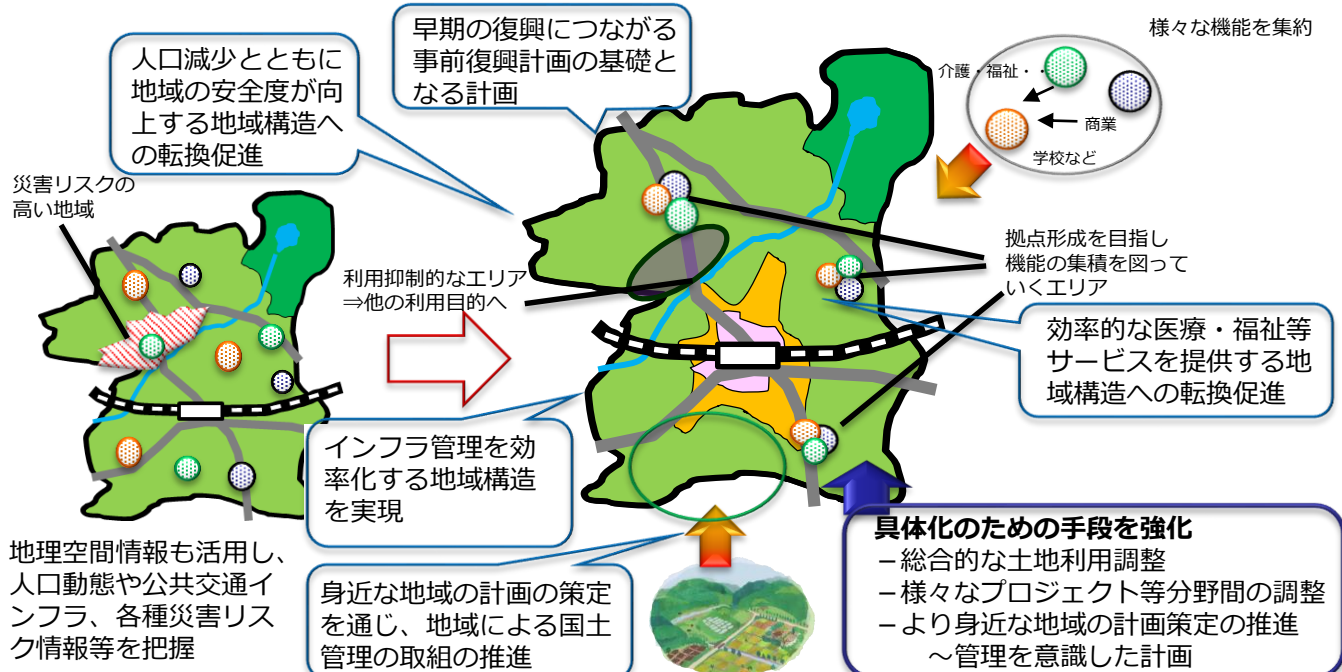 人口減少とともに
地域の安全度が向
上する地域構造へ
の転換促進
早期の復興につながる
事前復興計画の基礎と
なる計画
様々な機能を集約
介護・福祉・・
商業
学校など
災害リスクの
高い地域
利用抑制的なエリア
⇒他の利用目的へ
拠点形成を目指し
機能の集積を図って
いくエリア
効率的な医療・福祉等
サービスを提供する地
域構造への転換促進
インフラ管理を効
率化する地域構造
を実現
地理空間情報も活用し、
人口動態や公共交通イ
ンフラ、各種災害リス
ク情報等を把握
身近な地域の計画の策定
を通じ、地域による国土
管理の取組の推進
具体化のための手段を強化
－総合的な土地利用調整
－様々なプロジェクト等分野間の調整
－より身近な地域の計画策定の推進
～管理を意識した計画